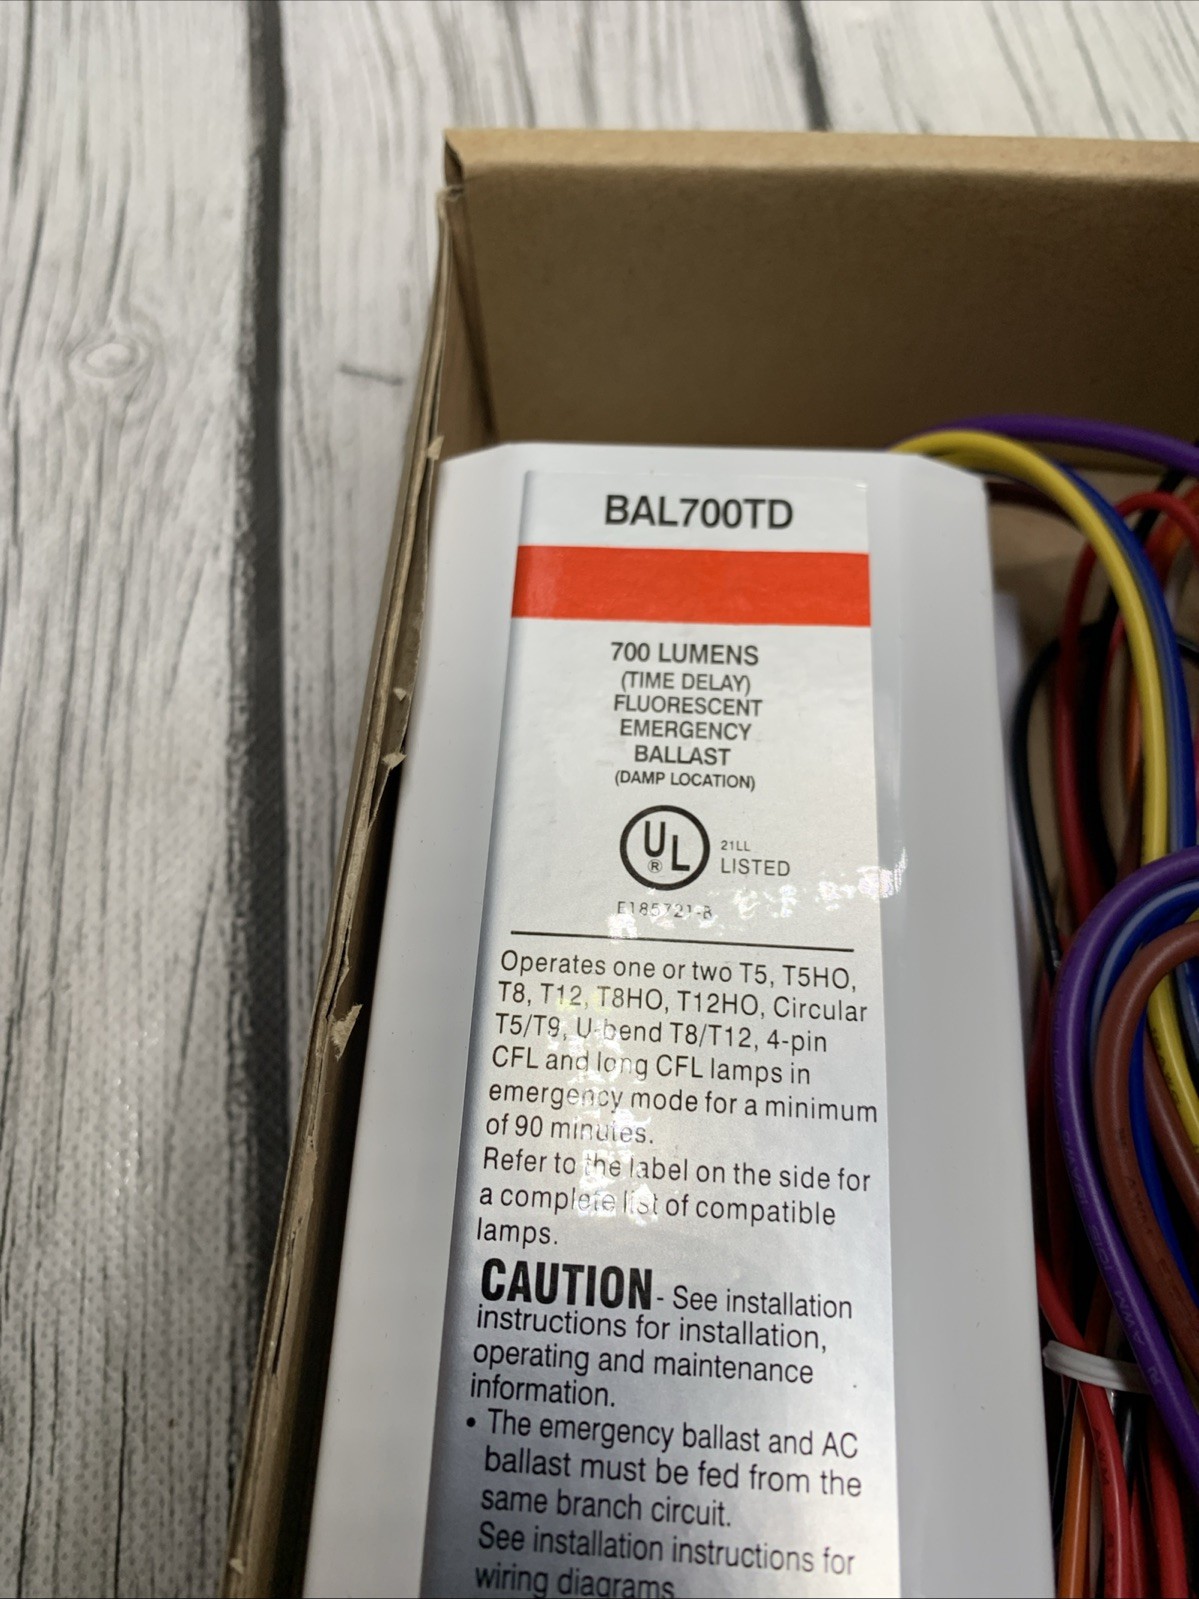 BAL700TD
700 LUMENS
(TIME DELAY)
FLUORESCENT
EMERGENCY
BALLAST
(DAMP LOCATION)
UL
®
21LL
LISTED
E185721-B
Operates one or two T5, T5HO,
T8, T12, T8HO, T12HO, Circular
T5/T9, U-bend T8/T12, 4-pin
CFL and long CFL lamps in
emergency mode for a minimum
of 90 minutes.
Refer to the label on the side for
a complete list of compatible
lamps.
CAUTION - See installation
instructions for installation,
operating and maintenance
information.
• The emergency ballast and AC
ballast must be fed from the
same branch circuit.
See installation instructions for
wiring diagrams